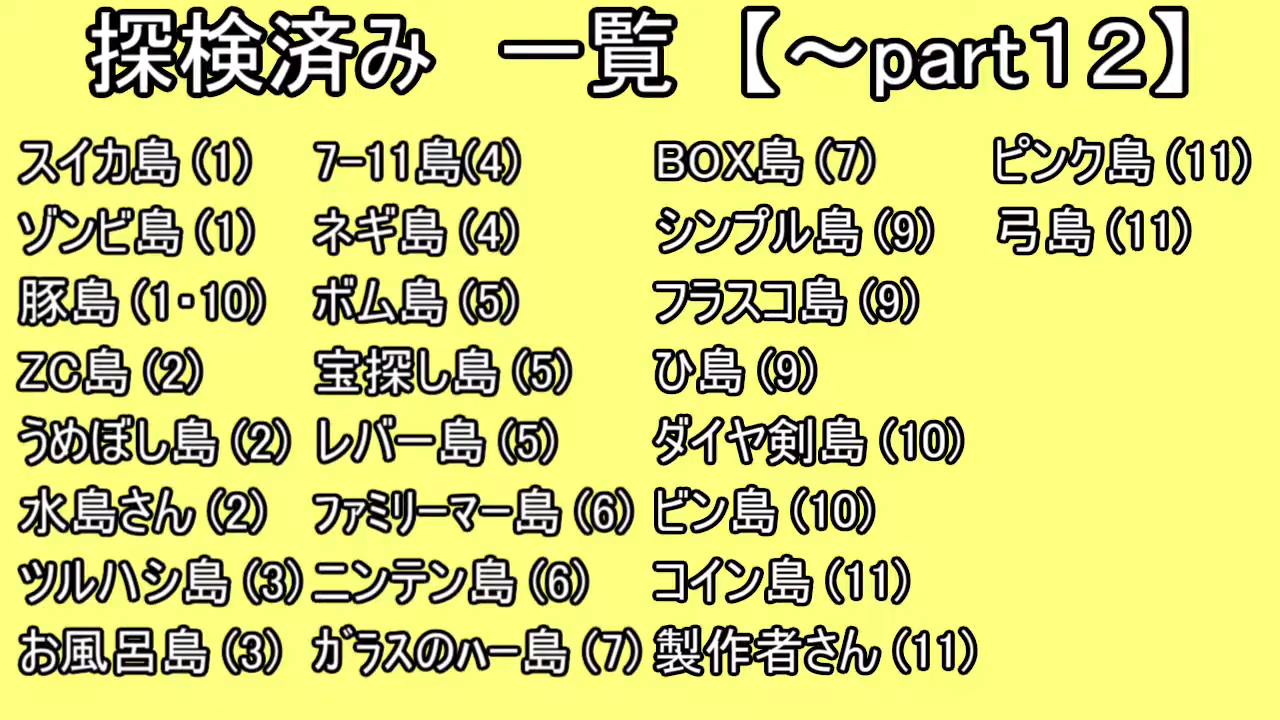 探検済み 一覧【～part12】
スイカ島(1)
ゾンビ島(1)
豚島(1・10)
ZC島(2)
うめぼし島(2)
水島さん(2)
ツルハシ島(3)
お風呂島(3)
7-11島(4)
ネギ島(4)
ボム島(5)
宝探し島(5)
レバー島(5)
ﾌｧﾐﾘｰﾏｰ島(6)
ニンテン島(6)
ｶﾞﾗｽのﾊｰ島(7)
BOX島(7)
シンプル島(9)
フラスコ島(9)
ひ島(9)
ダイヤ剣島(10)
ビン島(10)
コイン島(11)
製作者さん(11)
ピンク島(11)
弓島(11)